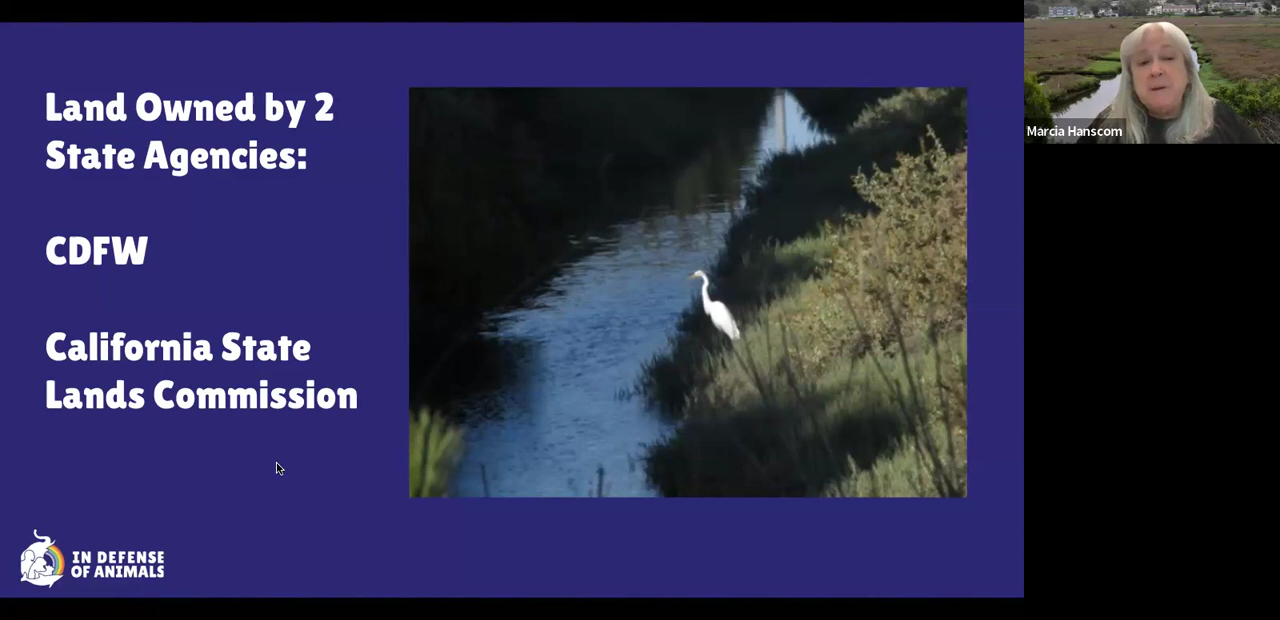 Land Owned by 2
State Agencies:
CDFW
California State
Lands Commission
IN DEFENSE
OF ANIMALS
Marcia Hanscom